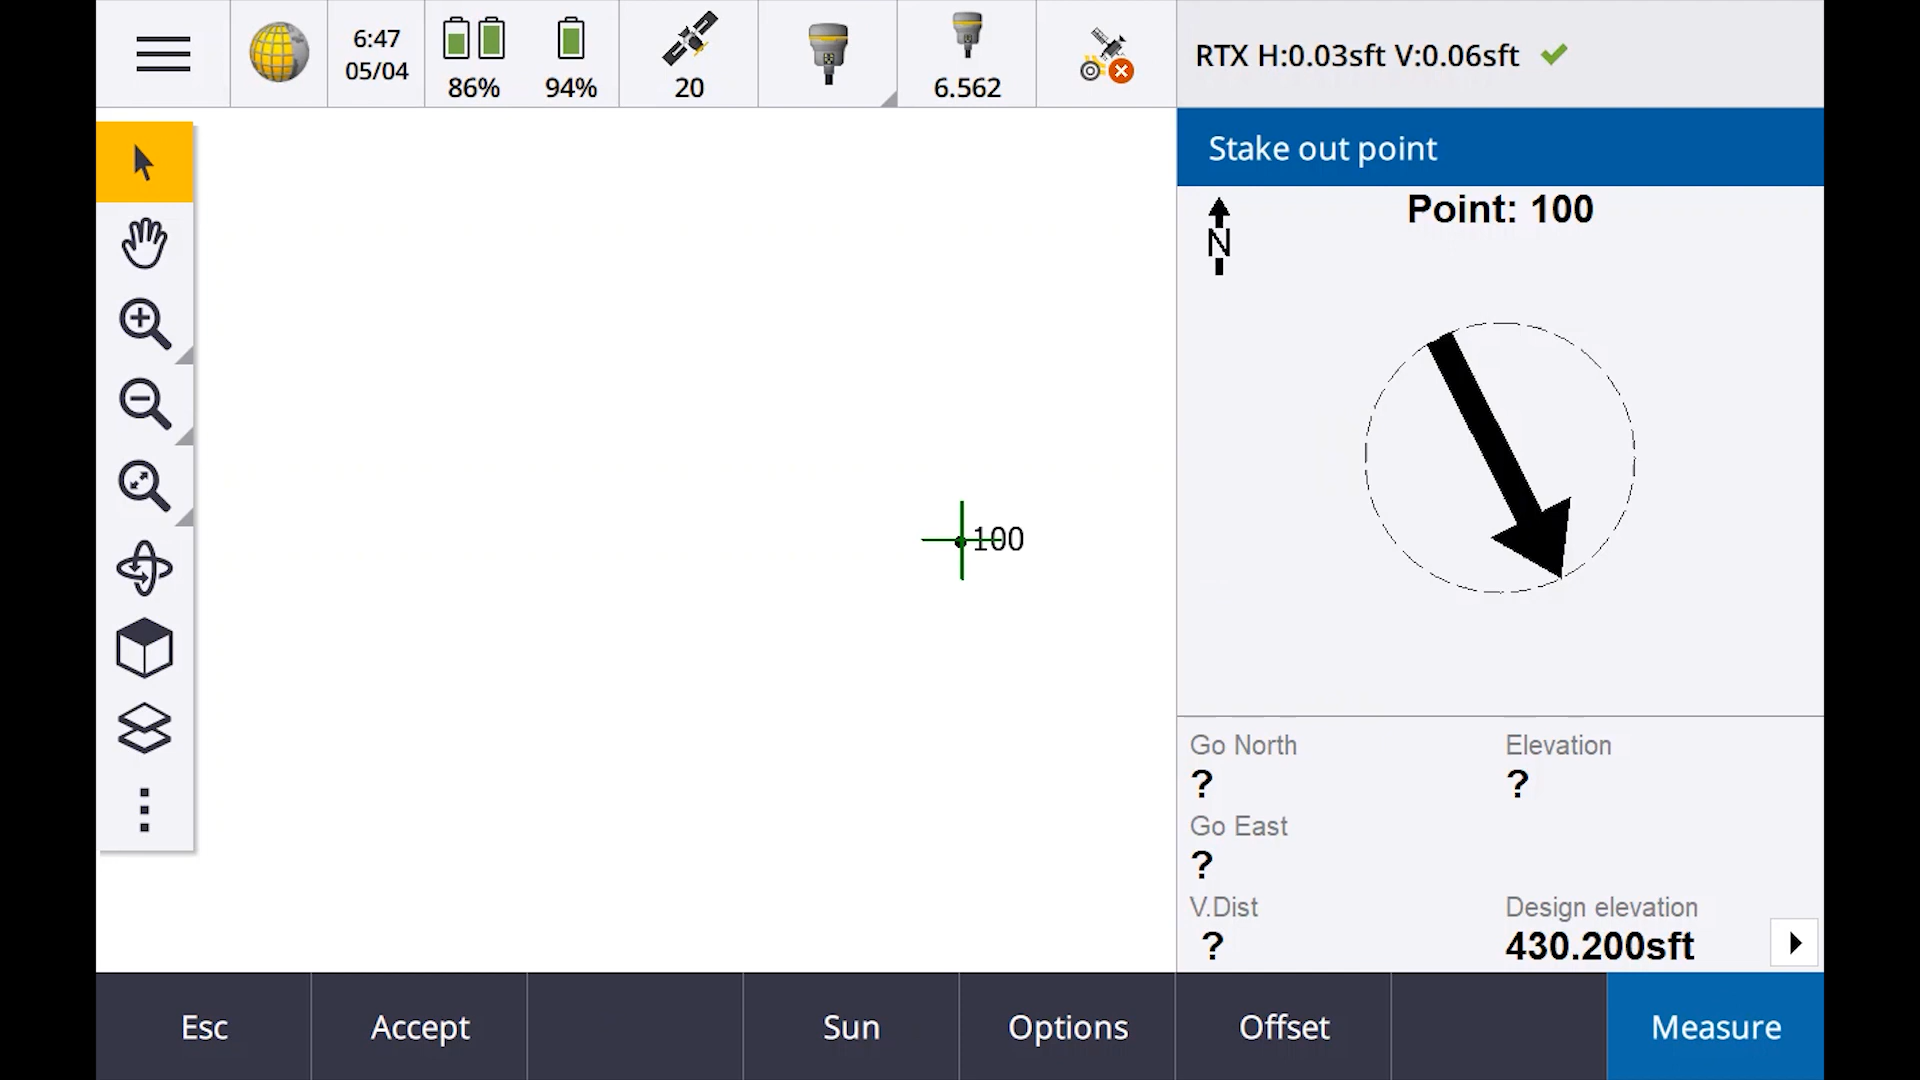 6:47
05/04
86%
94%
20
6.562
RTX H:0.03sft V:0.06sft
Stake out point
Point: 100
N
100
Go North
?
Elevation
?
Go East
?
V.Dist
?
Design elevation
430.200sft
Esc
Accept
Sun
Options
Offset
Measure